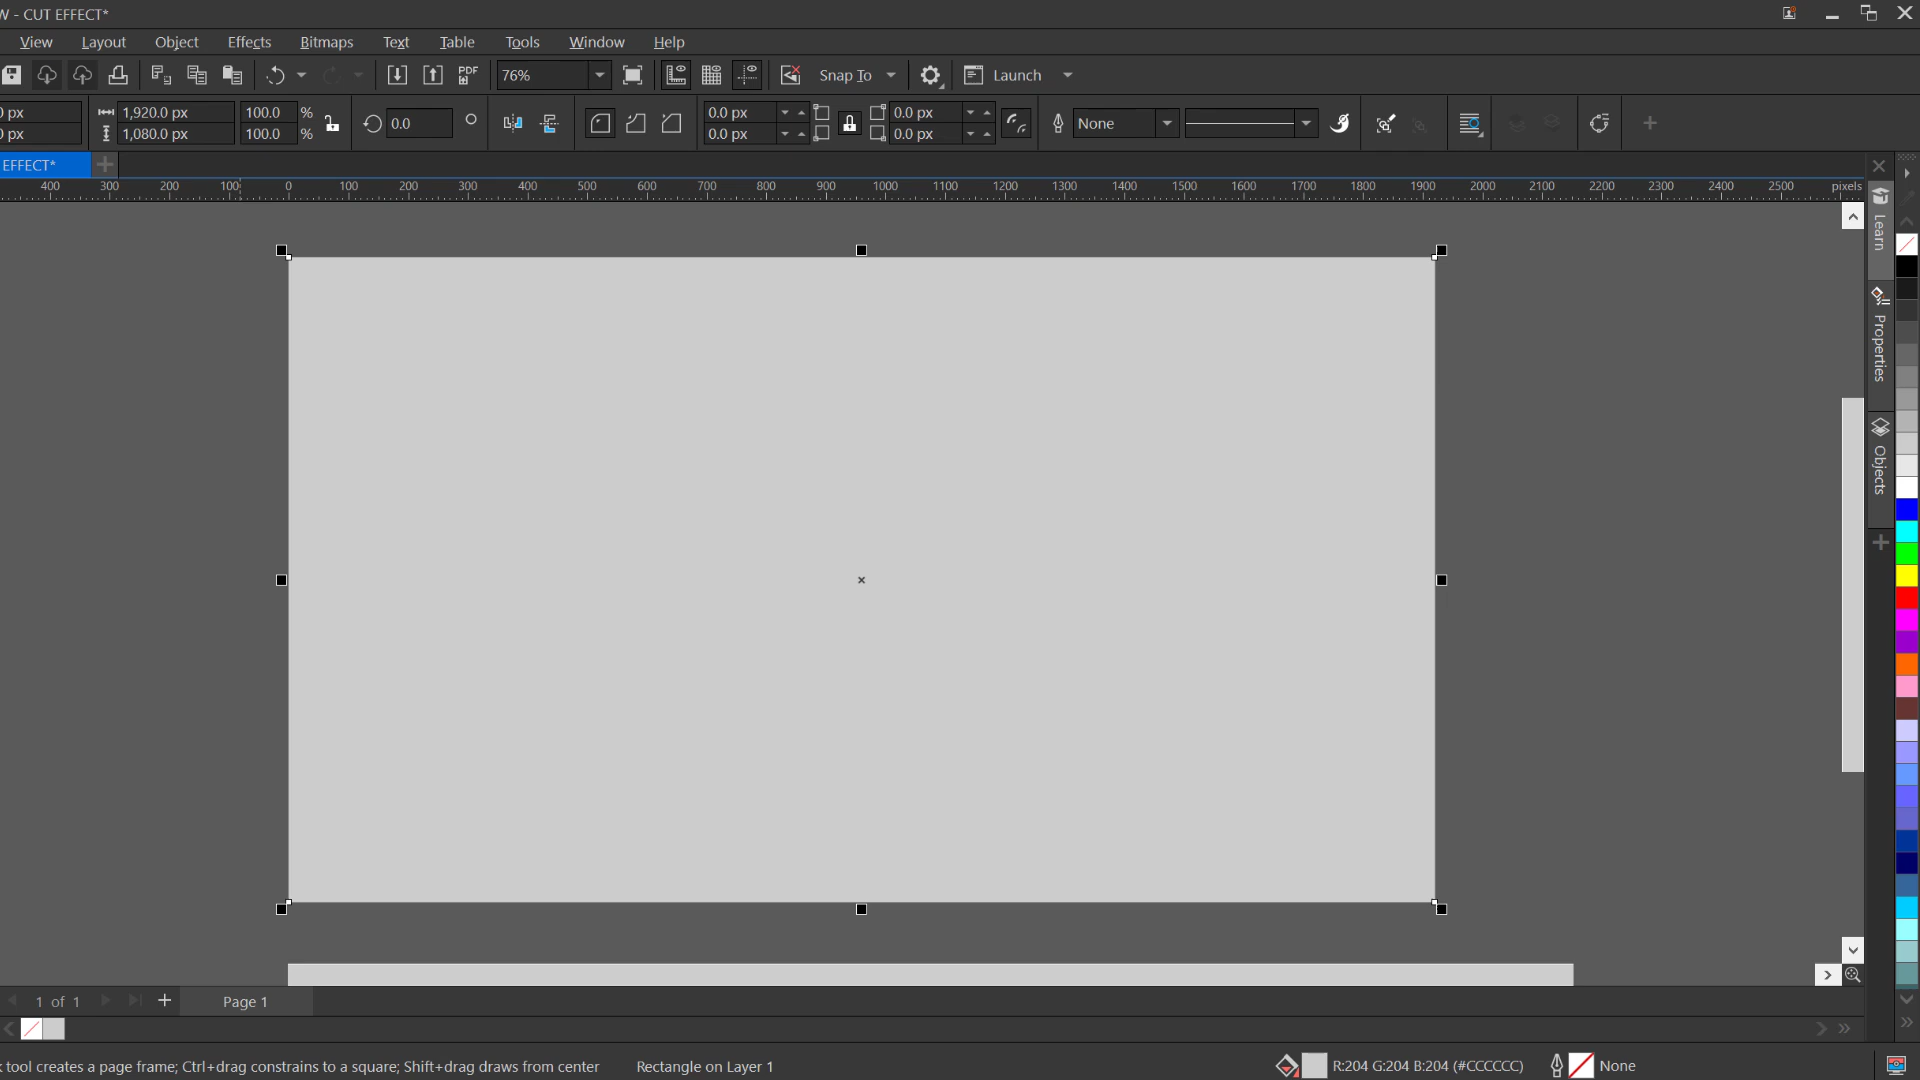 W - CUT EFFECT*
View Layout Object Effects Bitmaps Text Table Tools Window Help
PDF 76% Snap To Launch
0 px 1,920.0 px 100.0 % 0.0 0.0 px 0.0 px None
0 px 1,080.0 px 100.0 % 0.0 px 0.0 px
EFFECT*
400 300 200 100 0 100 200 300 400 500 600 700 800 900 1000 1100 1200 1300 1400 1500 1600 1700 1800 1900 2000 2100 2200 2300 2400 2500 pixels
Learn
Properties
Objects
1 of 1 Page 1
k tool creates a page frame; Ctrl+drag constrains to a square; Shift+drag draws from center Rectangle on Layer 1 R:204 G:204 B:204 (#CCCCCC) None